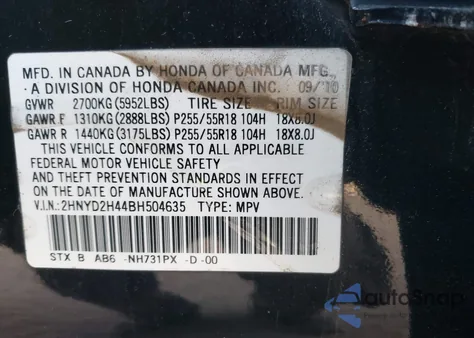 MFD. IN CANADA BY HONDA OF CANADA MFG.,
A DIVISION OF HONDA CANADA INC. 09/10
GVWR 2700KG(5952LBS) TIRE SIZE RIM SIZE
GAWR F 1310KG(2888LBS) P255/55R18 104H 18X8.0J
GAWR R 1440KG(3175LBS) P255/55R18 104H 18X8.0J
THIS VEHICLE CONFORMS TO ALL APPLICABLE
FEDERAL MOTOR VEHICLE SAFETY
AND THEFT PREVENTION STANDARDS IN EFFECT
ON THE DATE OF MANUFACTURE SHOWN ABOVE.
V.I.N.: 2HNYD2H44BH504635 TYPE: MPV
STX B AB6 -NH731PX -D -00
autoSnap